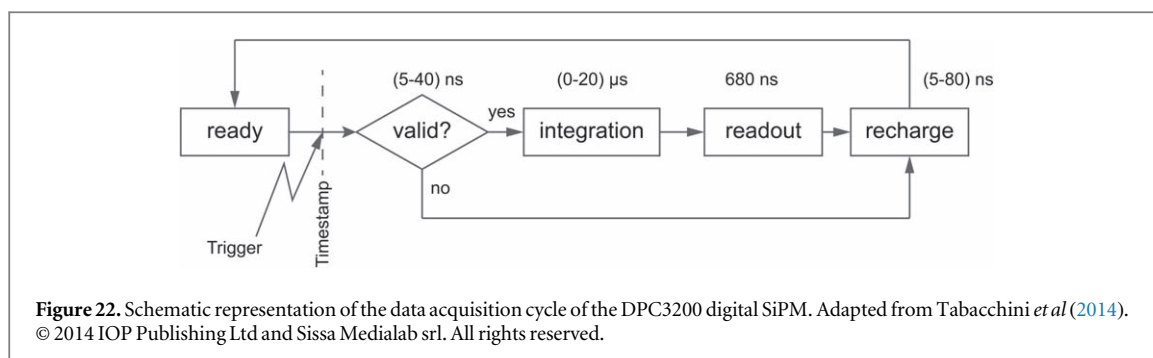 (5-40) ns
(0-20) μs
680 ns
(5-80) ns
ready
valid?
yes
integration
readout
recharge
no
Trigger
Timestamp
Figure 22. Schematic representation of the data acquisition cycle of the DPC3200 digital SiPM. Adapted from Tabacchini et al (2014).
© 2014 IOP Publishing Ltd and Sissa Medialab srl. All rights reserved.